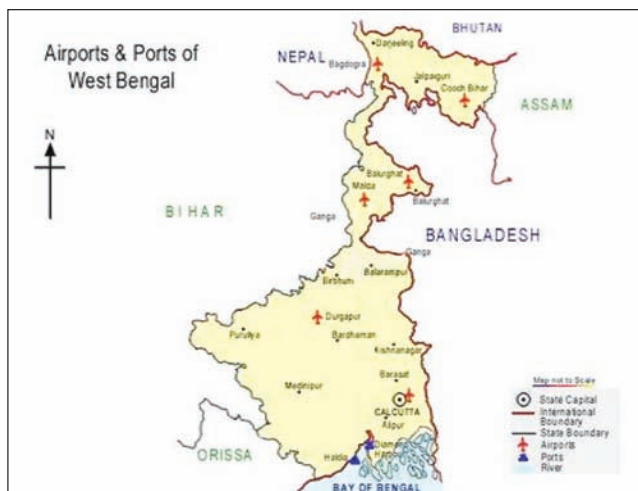 Airports & Ports of
West Bengal
N
NEPAL
BHUTAN
Darjeeling
Bagdogra
Jalpaiguri
Cooch Bihar
ASSAM
BIHAR
Balurghat
Malda
Balurghat
Ganga
BANGLADESH
Ganga
Balarampur
Birbhum
Durgapur
Puruliya
Bardhaman
Kishnanagar
Medinipur
Barasat
CALCUTTA
Alipur
Diamond
Harbour
Haldia
ORISSA
BAY OF BENGAL
Map not to Scale
State Capital
International
Boundary
State Boundary
Airports
Ports
River